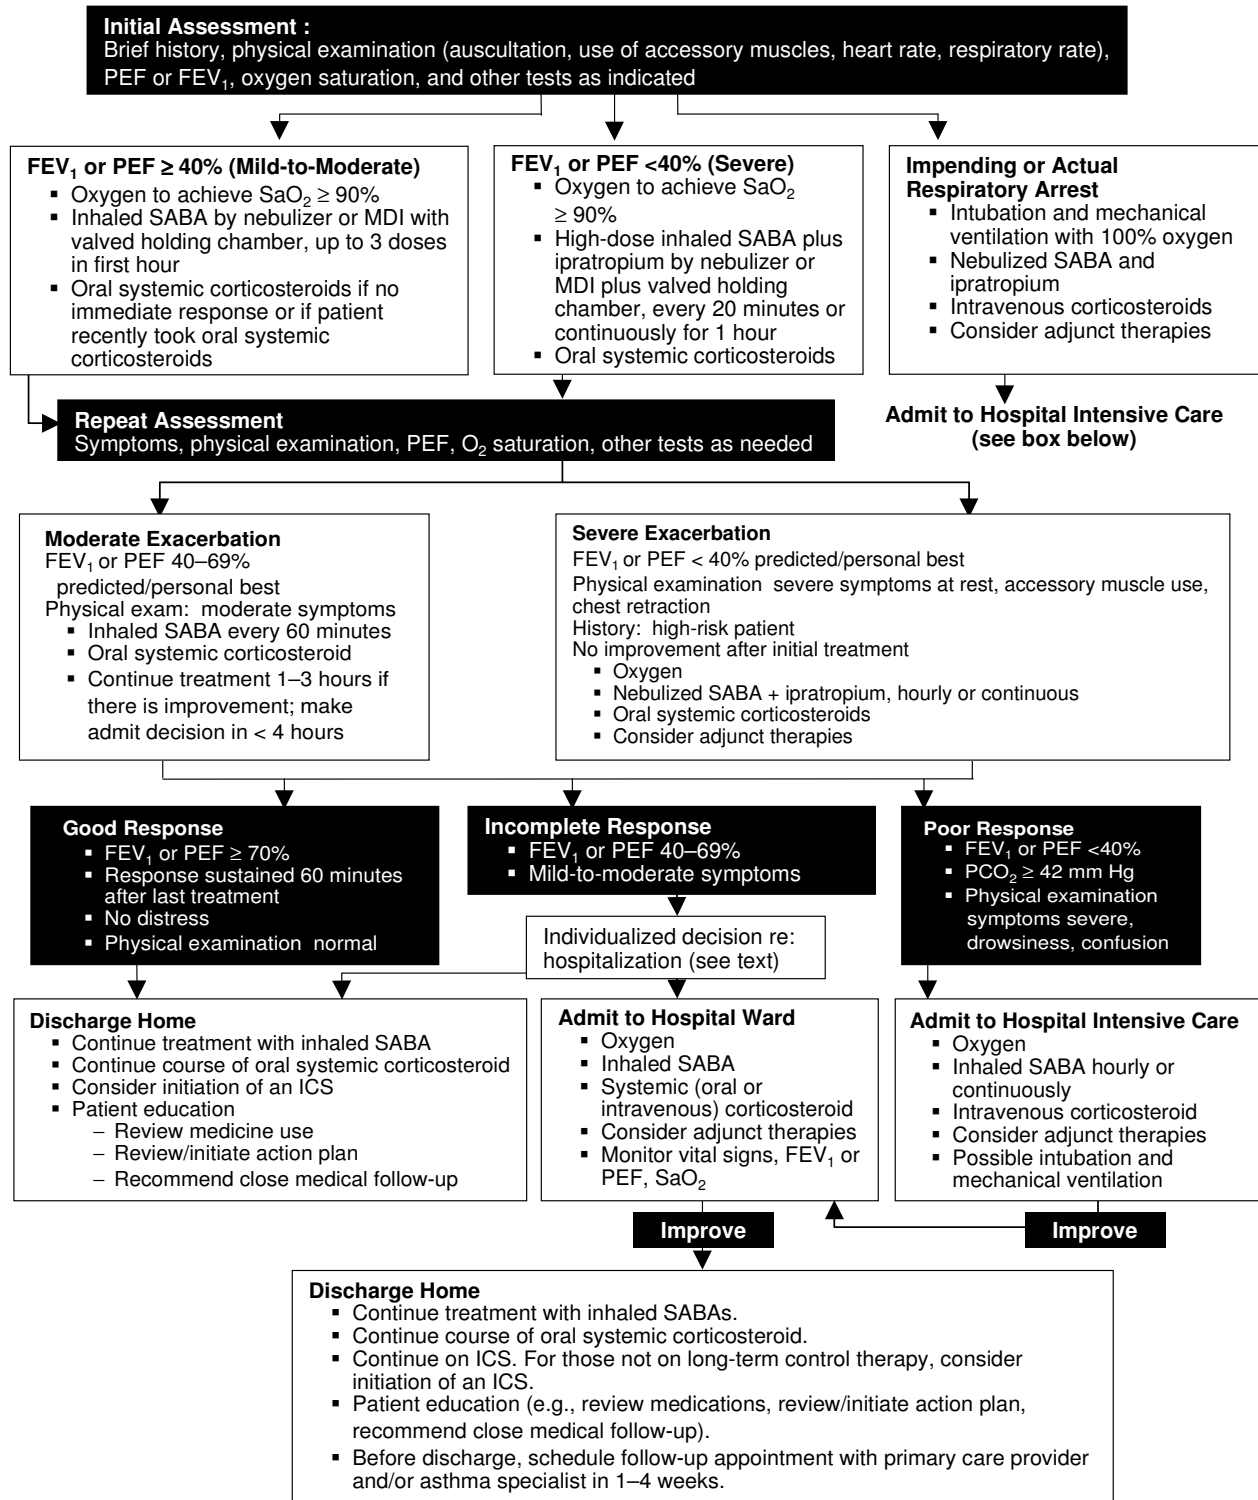 Initial Assessment :
Brief history, physical examination (auscultation, use of accessory muscles, heart rate, respiratory rate),
PEF or FEV₁, oxygen saturation, and other tests as indicated
FEV₁ or PEF ≥ 40% (Mild-to-Moderate)
▪ Oxygen to achieve SaO₂ ≥ 90%
▪ Inhaled SABA by nebulizer or MDI with
valved holding chamber, up to 3 doses
in first hour
▪ Oral systemic corticosteroids if no
immediate response or if patient
recently took oral systemic
corticosteroids
FEV₁ or PEF <40% (Severe)
▪ Oxygen to achieve SaO₂
≥ 90%
▪ High-dose inhaled SABA plus
ipratropium by nebulizer or
MDI plus valved holding
chamber, every 20 minutes or
continuously for 1 hour
▪ Oral systemic corticosteroids
Impending or Actual
Respiratory Arrest
▪ Intubation and mechanical
ventilation with 100% oxygen
▪ Nebulized SABA and
ipratropium
▪ Intravenous corticosteroids
▪ Consider adjunct therapies
Admit to Hospital Intensive Care
(see box below)
Repeat Assessment
Symptoms, physical examination, PEF, O₂ saturation, other tests as needed
Moderate Exacerbation
FEV₁ or PEF 40–69%
predicted/personal best
Physical exam: moderate symptoms
▪ Inhaled SABA every 60 minutes
▪ Oral systemic corticosteroid
▪ Continue treatment 1–3 hours if
there is improvement; make
admit decision in < 4 hours
Severe Exacerbation
FEV₁ or PEF < 40% predicted/personal best
Physical examination severe symptoms at rest, accessory muscle use,
chest retraction
History: high-risk patient
No improvement after initial treatment
▪ Oxygen
▪ Nebulized SABA + ipratropium, hourly or continuous
▪ Oral systemic corticosteroids
▪ Consider adjunct therapies
Good Response
▪ FEV₁ or PEF ≥ 70%
▪ Response sustained 60 minutes
after last treatment
▪ No distress
▪ Physical examination normal
Incomplete Response
▪ FEV₁ or PEF 40–69%
▪ Mild-to-moderate symptoms
Poor Response
▪ FEV₁ or PEF <40%
▪ PCO₂ ≥ 42 mm Hg
▪ Physical examination
symptoms severe,
drowsiness, confusion
Individualized decision re:
hospitalization (see text)
Discharge Home
▪ Continue treatment with inhaled SABA
▪ Continue course of oral systemic corticosteroid
▪ Consider initiation of an ICS
▪ Patient education
– Review medicine use
– Review/initiate action plan
– Recommend close medical follow-up
Admit to Hospital Ward
▪ Oxygen
▪ Inhaled SABA
▪ Systemic (oral or
intravenous) corticosteroid
▪ Consider adjunct therapies
▪ Monitor vital signs, FEV₁ or
PEF, SaO₂
Admit to Hospital Intensive Care
▪ Oxygen
▪ Inhaled SABA hourly or
continuously
▪ Intravenous corticosteroid
▪ Consider adjunct therapies
▪ Possible intubation and
mechanical ventilation
Improve
Improve
Discharge Home
▪ Continue treatment with inhaled SABAs.
▪ Continue course of oral systemic corticosteroid.
▪ Continue on ICS. For those not on long-term control therapy, consider
initiation of an ICS.
▪ Patient education (e.g., review medications, review/initiate action plan,
recommend close medical follow-up).
▪ Before discharge, schedule follow-up appointment with primary care provider
and/or asthma specialist in 1–4 weeks.